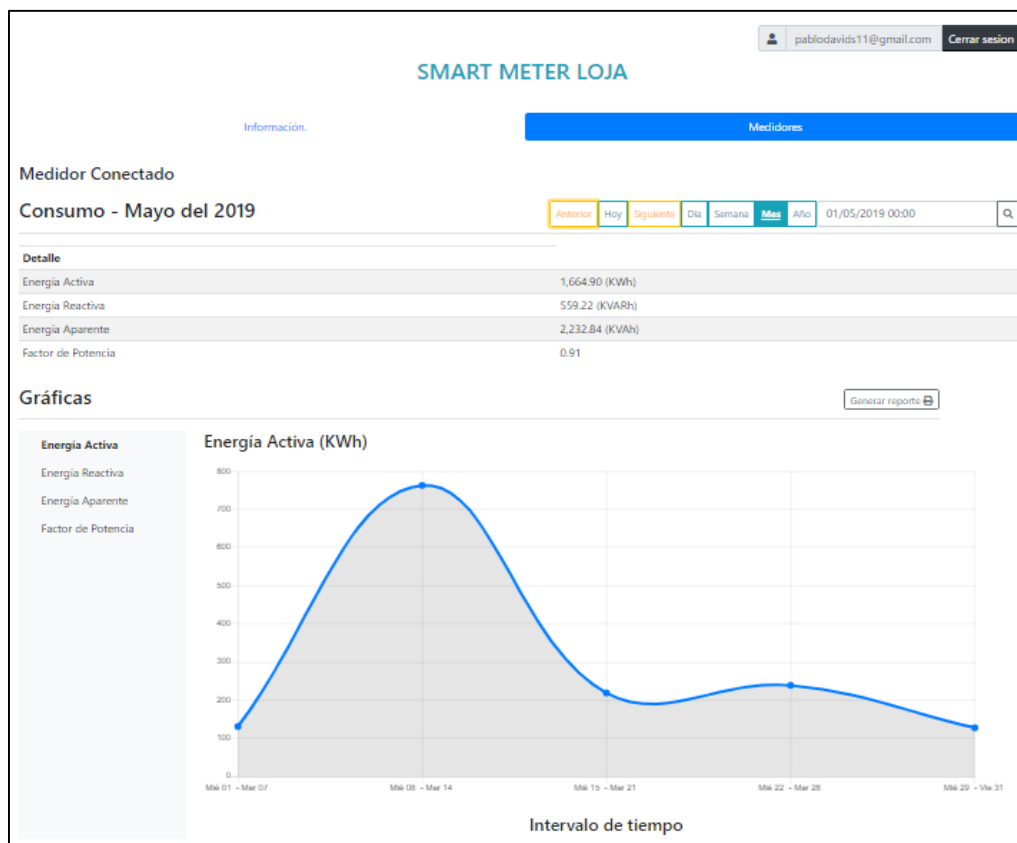 pablodavids11@gmail.com Cerrar sesion
SMART METER LOJA
Información. Medidores
Medidor Conectado
Consumo - Mayo del 2019 Anterior Hoy Siguiente Día Semana Mes Año 01/05/2019 00:00
Detalle
Energía Activa 1,664.90 (KWh)
Energía Reactiva 559.22 (KVARh)
Energía Aparente 2,232.84 (KVAh)
Factor de Potencia 0.91
Gráficas Generar reporte
Energía Activa
Energía Reactiva
Energía Aparente
Factor de Potencia
Energía Activa (KWh)
800
700
600
500
400
300
200
100
0
Mié 01 - Mar 07 Mié 08 - Mar 14 Mié 15 - Mar 21 Mié 22 - Mar 28 Mié 29 - Vie 31
Intervalo de tiempo